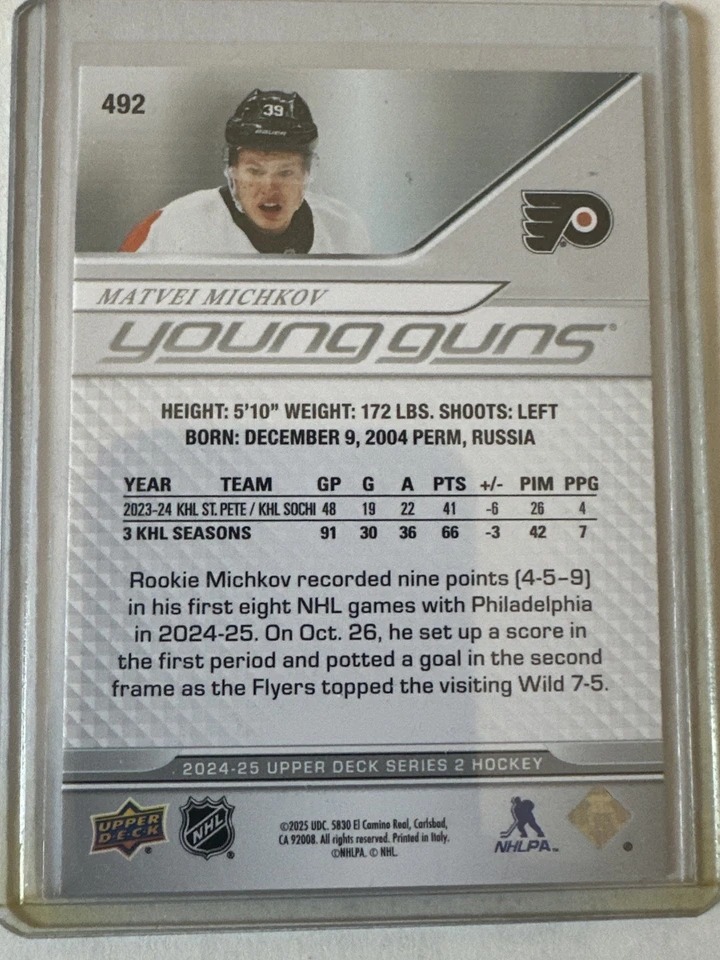 492
39
BAUER
FLYERS
MATVEI MICHKOV
young guns®
HEIGHT: 5'10" WEIGHT: 172 LBS. SHOOTS: LEFT
BORN: DECEMBER 9, 2004 PERM, RUSSIA
YEAR TEAM GP G A PTS +/- PIM PPG
2023-24 KHL ST. PETE / KHL SOCHI 48 19 22 41 -6 26 4
3 KHL SEASONS 91 30 36 66 -3 42 7
Rookie Michkov recorded nine points (4-5–9)
in his first eight NHL games with Philadelphia
in 2024-25. On Oct. 26, he set up a score in
the first period and potted a goal in the second
frame as the Flyers topped the visiting Wild 7-5.
2024-25 UPPER DECK SERIES 2 HOCKEY
UPPER
D·E·C·K
NHL
©2025 UDC. 5830 El Camino Real, Carlsbad,
CA 92008. All rights reserved. Printed in Italy.
©NHLPA. © NHL.
NHLPA™